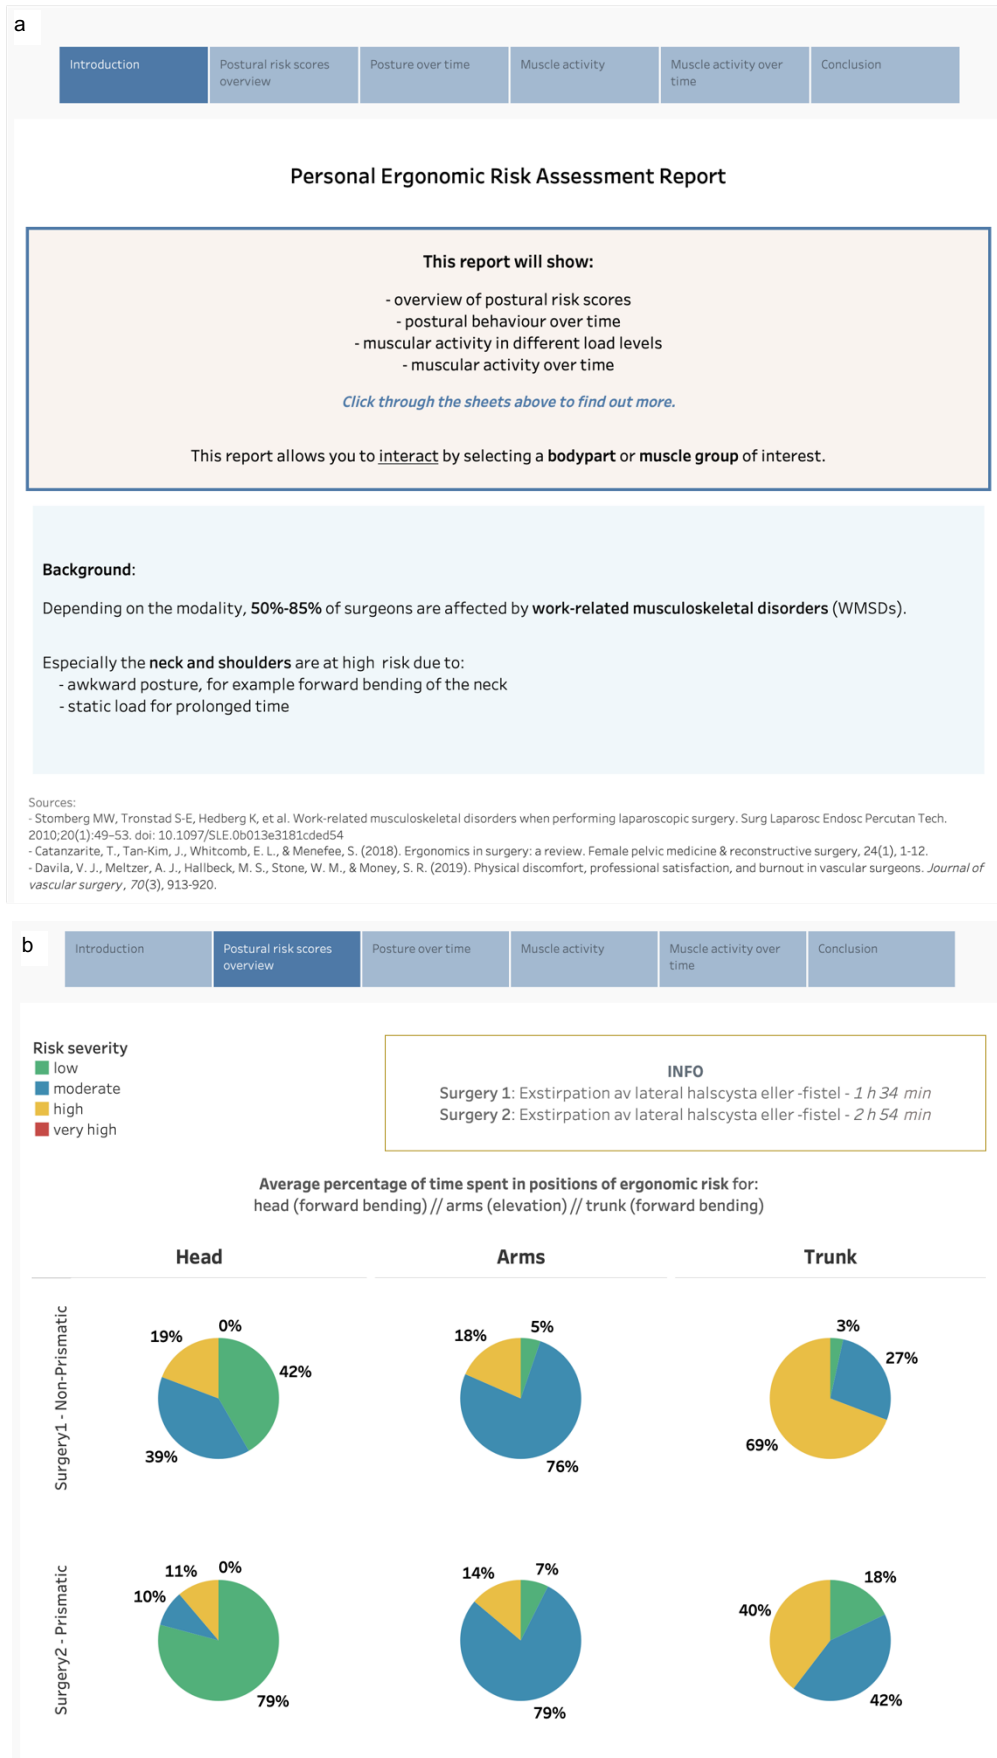 a
Introduction
Postural risk scores
overview
Posture over time
Muscle activity
Muscle activity over
time
Conclusion
Personal Ergonomic Risk Assessment Report
This report will show:
- overview of postural risk scores
- postural behaviour over time
- muscular activity in different load levels
- muscular activity over time
Click through the sheets above to find out more.
This report allows you to interact by selecting a bodypart or muscle group of interest.
Background:
Depending on the modality, 50%-85% of surgeons are affected by work-related musculoskeletal disorders (WMSDs).
Especially the neck and shoulders are at high risk due to:
- awkward posture, for example forward bending of the neck
- static load for prolonged time
Sources:
- Stomberg MW, Tronstad S-E, Hedberg K, et al. Work-related musculoskeletal disorders when performing laparoscopic surgery. Surg Laparosc Endosc Percutan Tech.
2010;20(1):49–53. doi: 10.1097/SLE.0b013e3181cded54
- Catanzarite, T., Tan-Kim, J., Whitcomb, E. L., & Menefee, S. (2018). Ergonomics in surgery: a review. Female pelvic medicine & reconstructive surgery, 24(1), 1-12.
- Davila, V. J., Meltzer, A. J., Hallbeck, M. S., Stone, W. M., & Money, S. R. (2019). Physical discomfort, professional satisfaction, and burnout in vascular surgeons. Journal of
vascular surgery, 70(3), 913-920.
b
Introduction
Postural risk scores
overview
Posture over time
Muscle activity
Muscle activity over
time
Conclusion
Risk severity
low
moderate
high
very high
INFO
Surgery 1: Exstirpation av lateral halscysta eller -fistel - 1 h 34 min
Surgery 2: Exstirpation av lateral halscysta eller -fistel - 2 h 54 min
Average percentage of time spent in positions of ergonomic risk for:
head (forward bending) // arms (elevation) // trunk (forward bending)
Head
Arms
Trunk
Surgery1 - Non-Prismatic
19%
0%
42%
39%
18%
5%
76%
3%
27%
69%
Surgery2 - Prismatic
11%
0%
10%
79%
14%
7%
79%
18%
40%
42%